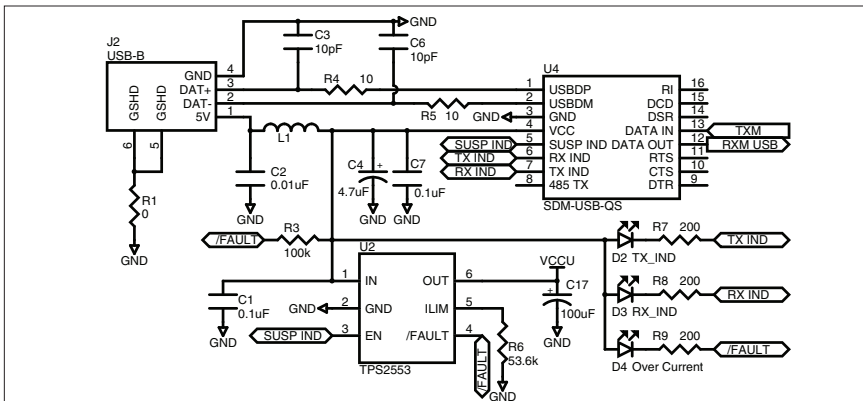 J2
USB-B
GND 4
DAT+ 3
DAT- 2
5V 1
GSHD
GSHD
6
5
R1
0
GND
C3
10pF
C6
10pF
GND
R4 10
R5 10
L1
C2
0.01uF
GND
C4
+
4.7uF
GND
C7
0.1uF
GND
GND
SUSP IND
TX IND
RX IND
U4
1 USBDP
2 USBDM
3 GND
4 VCC
5 SUSP IND
6 RX IND
7 TX IND
8 485 TX
RI 16
DCD 15
DSR 14
DATA IN 13
DATA OUT 12
RTS 11
CTS 10
DTR 9
SDM-USB-QS
TXM
RXM USB
/FAULT
R3
100k
C1
0.1uF
GND
GND
SUSP IND
U2
1 IN
2 GND
3 EN
OUT 6
ILIM 5
/FAULT 4
TPS2553
VCCU
+
C17
100uF
GND
R6
53.6k
GND
/FAULT
D2 TX_IND
R7 200
TX IND
D3 RX_IND
R8 200
RX IND
D4 Over Current
R9 200
/FAULT